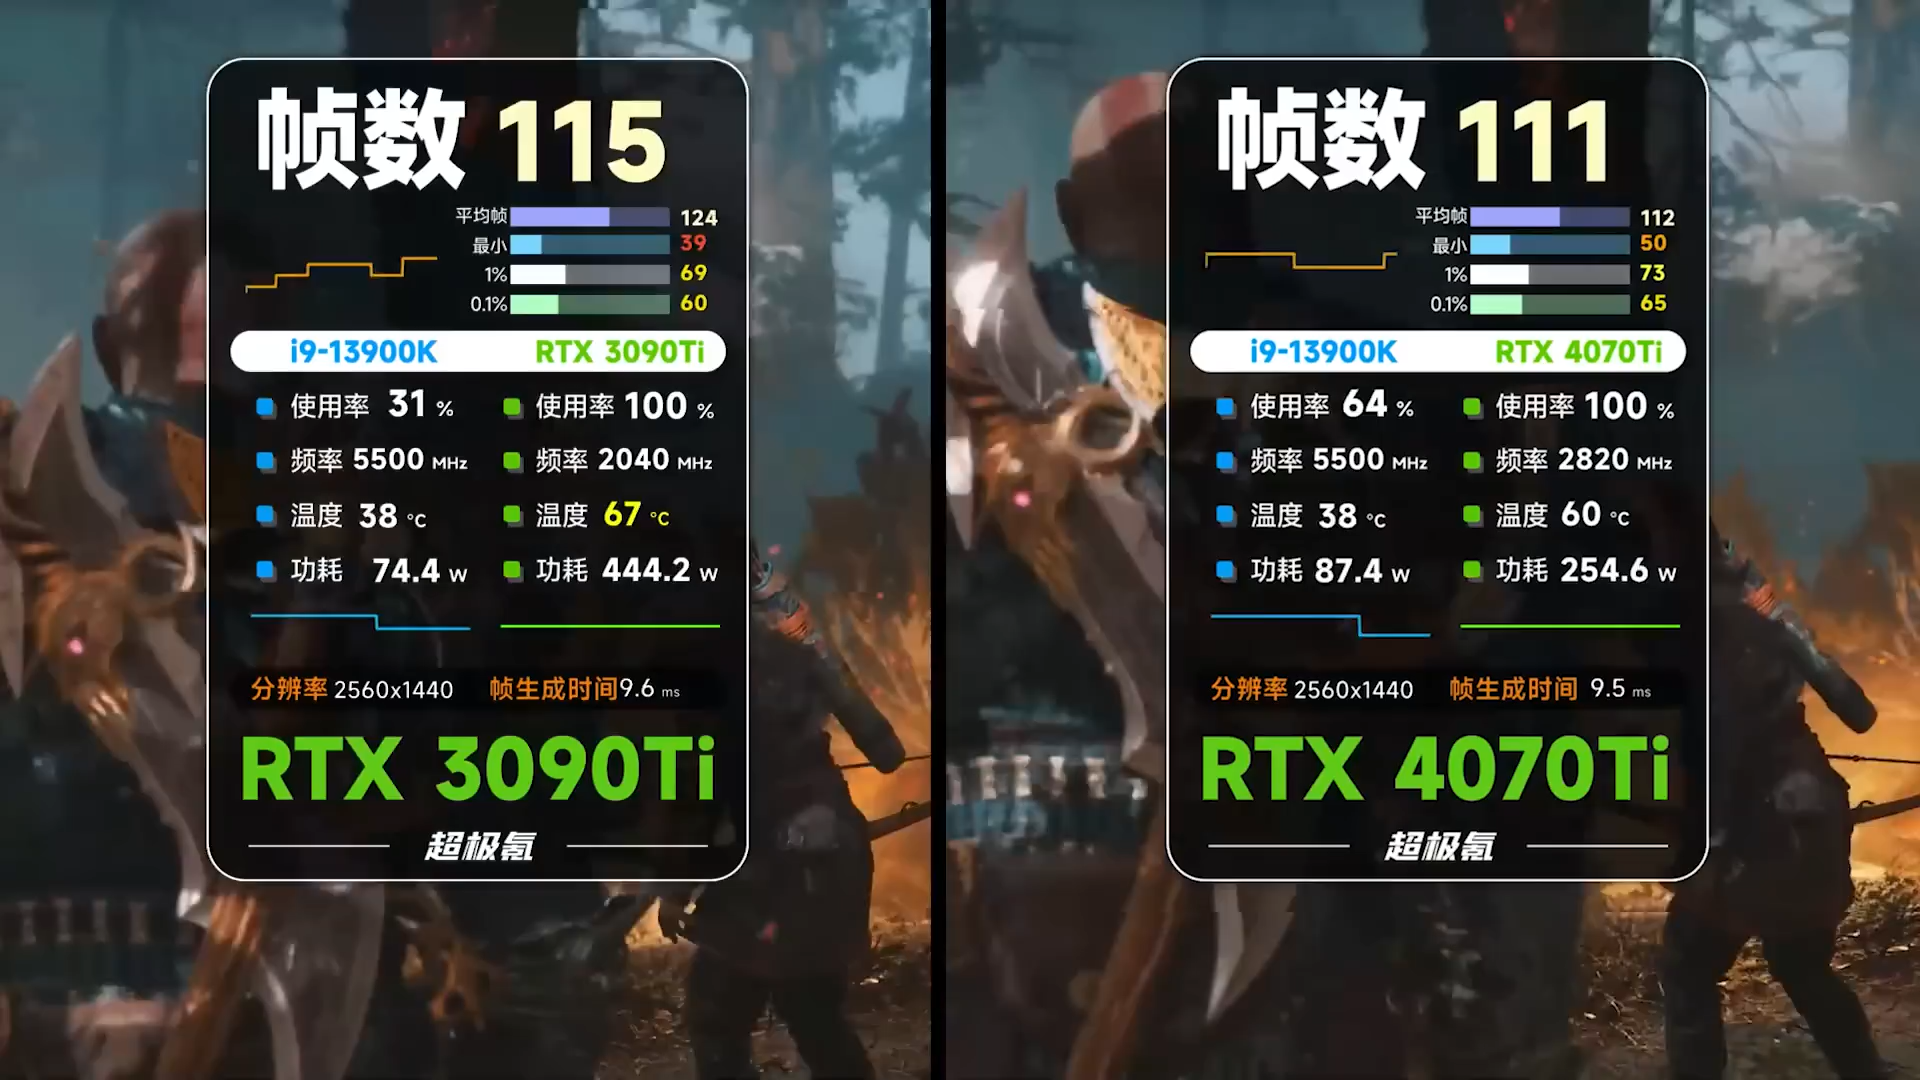 帧数 115
平均帧 124
最小 39
1% 69
0.1% 60
i9-13900K RTX 3090Ti
使用率 31 % 使用率 100 %
频率 5500 MHz 频率 2040 MHz
温度 38 °C 温度 67 °C
功耗 74.4 W 功耗 444.2 W
分辨率 2560x1440 帧生成时间 9.6 ms
RTX 3090Ti
超极氪
帧数 111
平均帧 112
最小 50
1% 73
0.1% 65
i9-13900K RTX 4070Ti
使用率 64 % 使用率 100 %
频率 5500 MHz 频率 2820 MHz
温度 38 °C 温度 60 °C
功耗 87.4 W 功耗 254.6 W
分辨率 2560x1440 帧生成时间 9.5 ms
RTX 4070Ti
超极氪